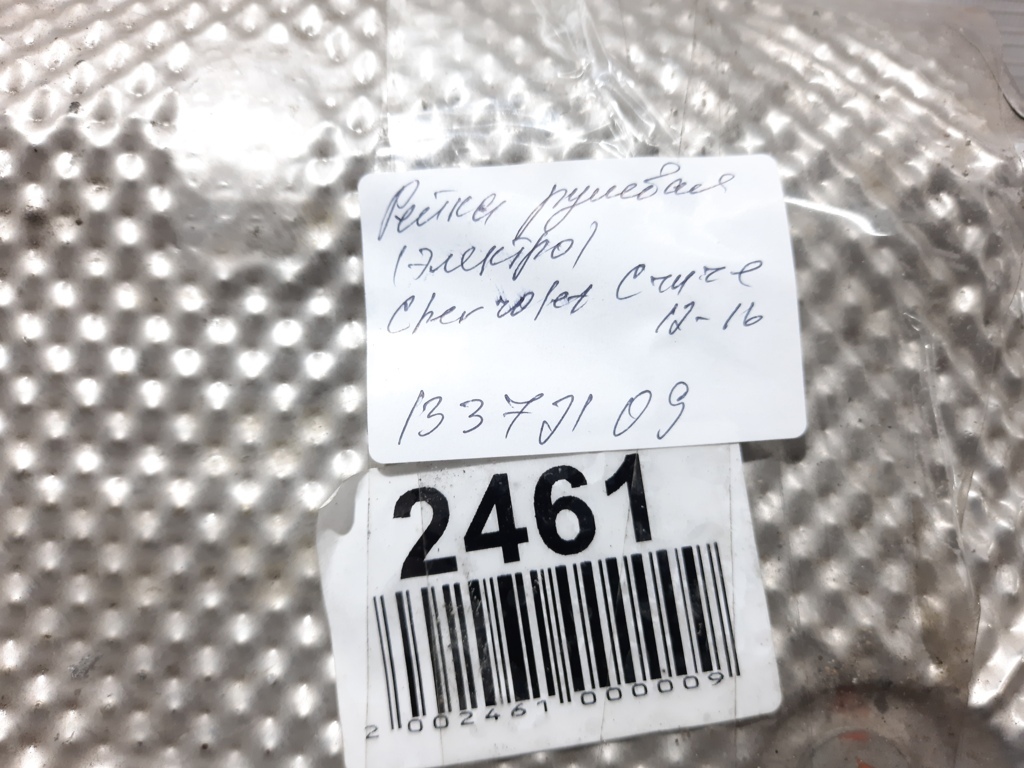 Рейка рулевая
(электро)
Chevrolet Cruze
12-16
13372109
2461
2 002461 000009